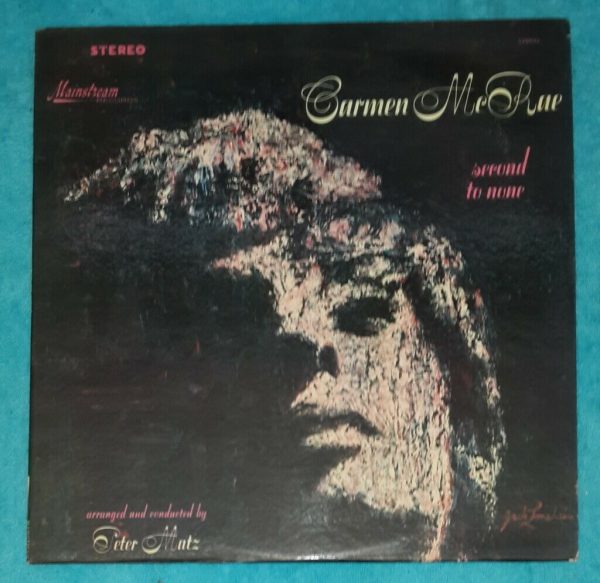 STEREO
Mainstream
Carmen McRae
second
to none
arranged and conducted by
Peter Matz